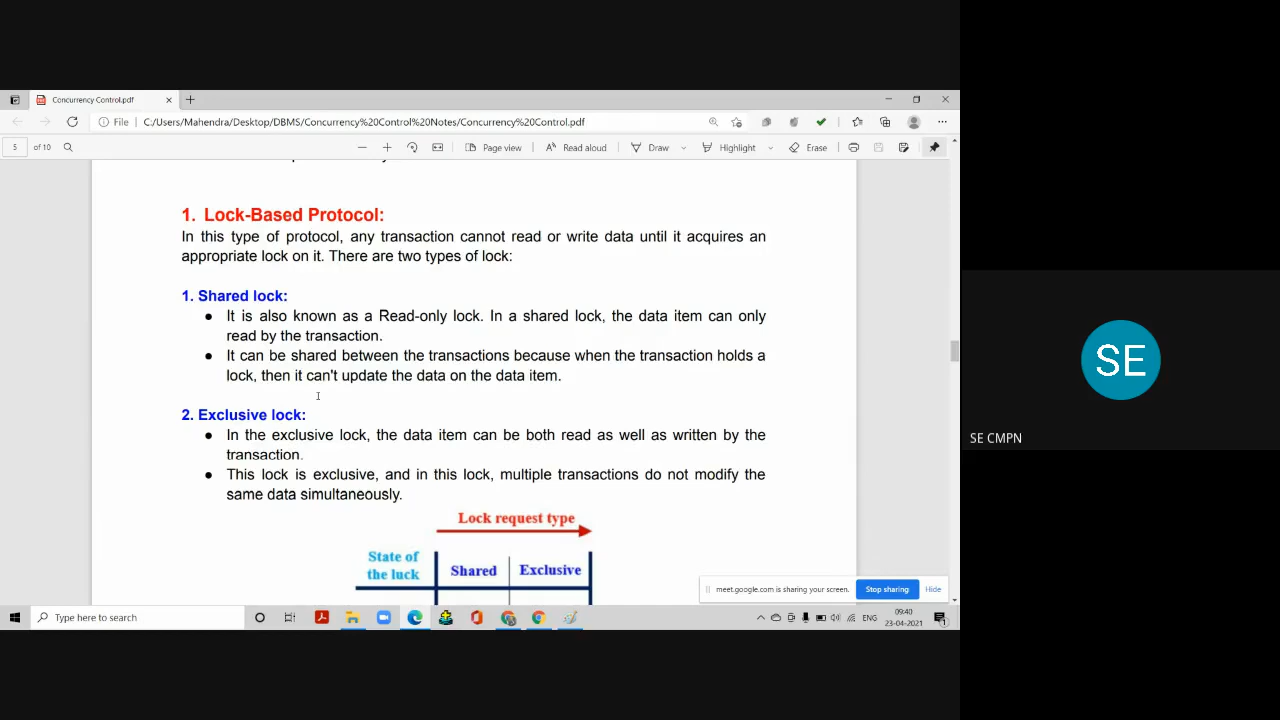 Concurrency Control.pdf
File
C:/Users/Mahendra/Desktop/DBMS/Concurrency%20Control%20Notes/Concurrency%20Control.pdf
5 of 10
Page view
Read aloud
Draw
Highlight
Erase
1. Lock-Based Protocol:
In this type of protocol, any transaction cannot read or write data until it acquires an
appropriate lock on it. There are two types of lock:
1. Shared lock:
● It is also known as a Read-only lock. In a shared lock, the data item can only
read by the transaction.
● It can be shared between the transactions because when the transaction holds a
lock, then it can't update the data on the data item.
2. Exclusive lock:
● In the exclusive lock, the data item can be both read as well as written by the
transaction.
● This lock is exclusive, and in this lock, multiple transactions do not modify the
same data simultaneously.
Lock request type
State of
the luck
Shared
Exclusive
meet.google.com is sharing your screen.
Stop sharing
Hide
Type here to search
ENG
09:40
23-04-2021
SE
SE CMPN